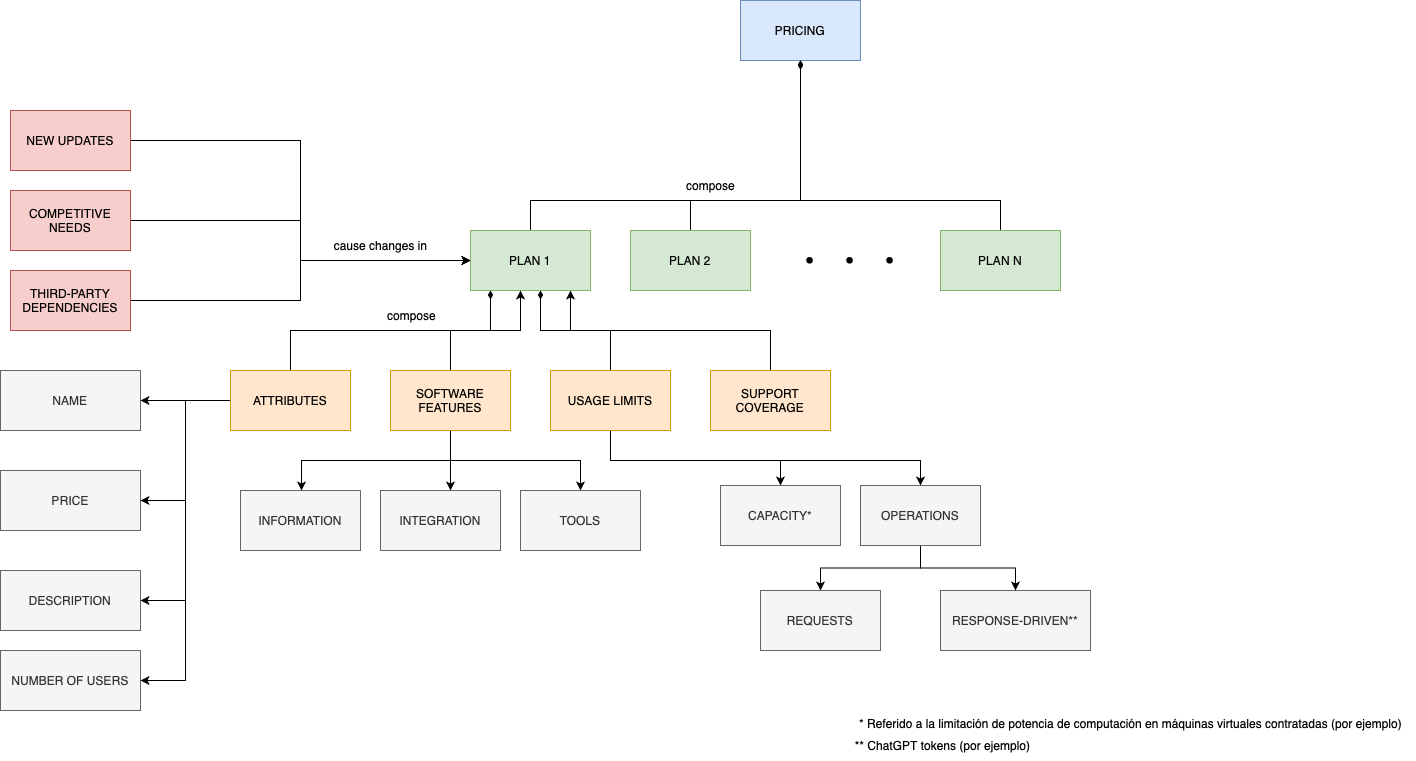 PRICING
NEW UPDATES
compose
COMPETITIVE
NEEDS
cause changes in
PLAN 1
PLAN 2
PLAN N
THIRD-PARTY
DEPENDENCIES
compose
NAME
ATTRIBUTES
SOFTWARE
FEATURES
USAGE LIMITS
SUPPORT
COVERAGE
PRICE
INFORMATION
INTEGRATION
TOOLS
CAPACITY*
OPERATIONS
DESCRIPTION
REQUESTS
RESPONSE-DRIVEN**
NUMBER OF USERS
* Referido a la limitación de potencia de computación en máquinas virtuales contratadas (por ejemplo)
** ChatGPT tokens (por ejemplo)